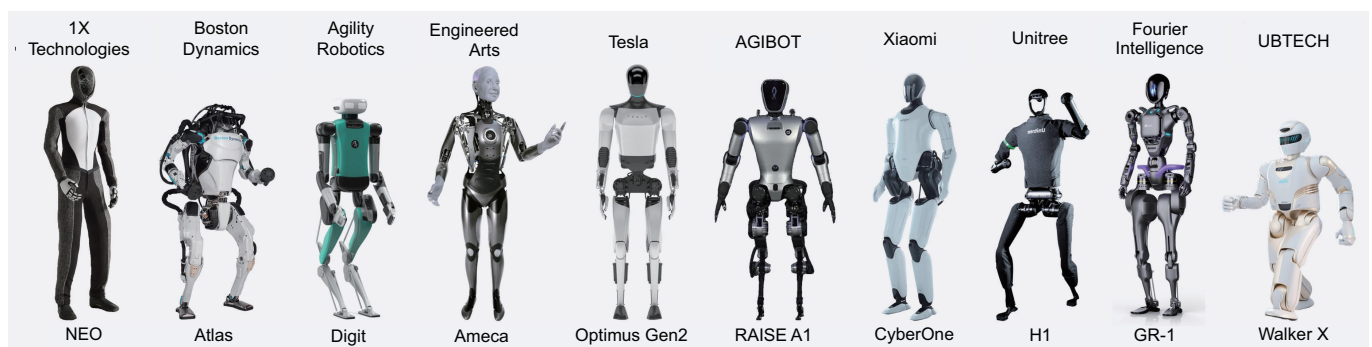 1X
Technologies
Boston
Dynamics
Agility
Robotics
Engineered
Arts
Tesla
AGIBOT
Xiaomi
Unitree
Fourier
Intelligence
UBTECH
NEO
Atlas
Digit
Ameca
Optimus Gen2
RAISE A1
CyberOne
H1
GR-1
Walker X